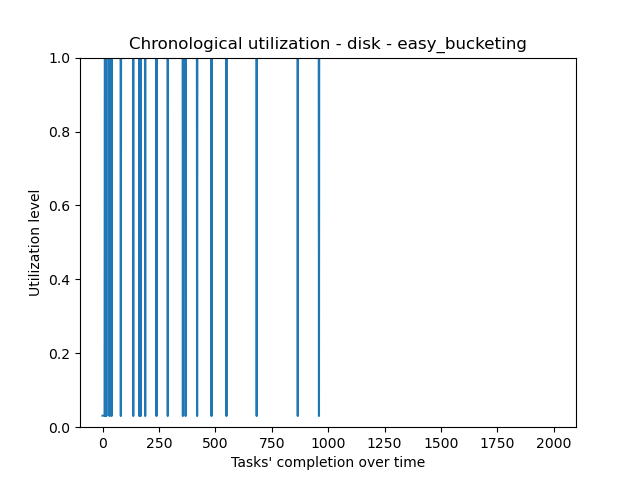 Chronological utilization - disk - easy_bucketing
1.0
0.8
0.6
0.4
0.2
0.0
Utilization level
0 250 500 750 1000 1250 1500 1750 2000
Tasks' completion over time